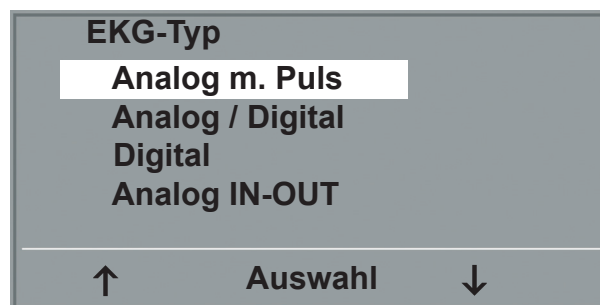 EKG-Typ
Analog m. Puls
Analog / Digital
Digital
Analog IN-OUT
↑ Auswahl ↓